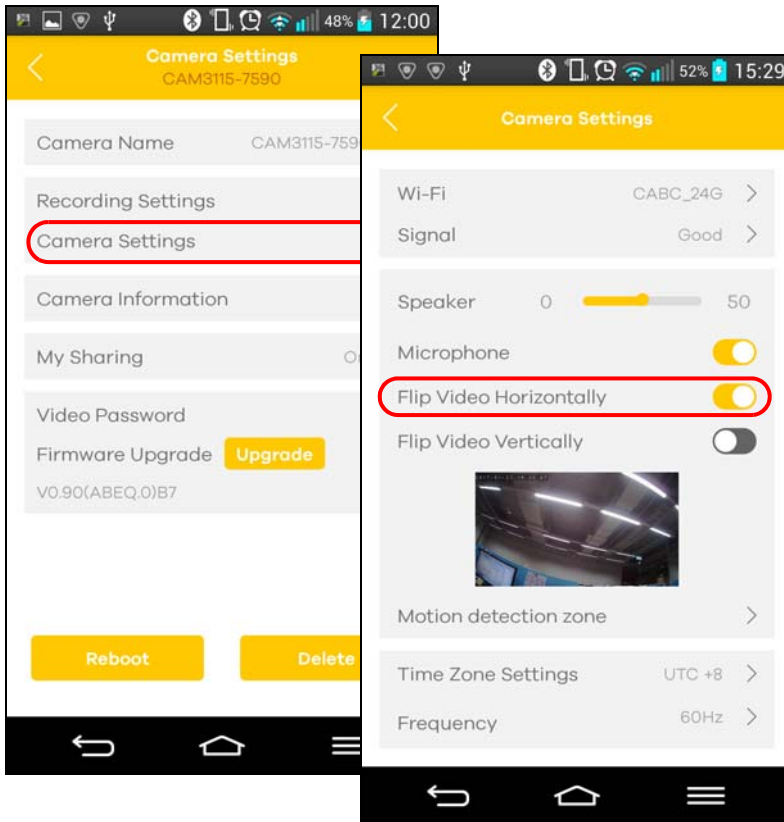 48% 12:00
Camera Settings
CAM3115-7590
Camera Name CAM3115-759
Recording Settings
Camera Settings
Camera Information
My Sharing
Video Password
Firmware Upgrade Upgrade
V0.90(ABEQ.0)B7
Reboot Delete
52% 15:29
Camera Settings
Wi-Fi CABC_24G
Signal Good
Speaker 0 50
Microphone
Flip Video Horizontally
Flip Video Vertically
Motion detection zone
Time Zone Settings UTC +8
Frequency 60Hz